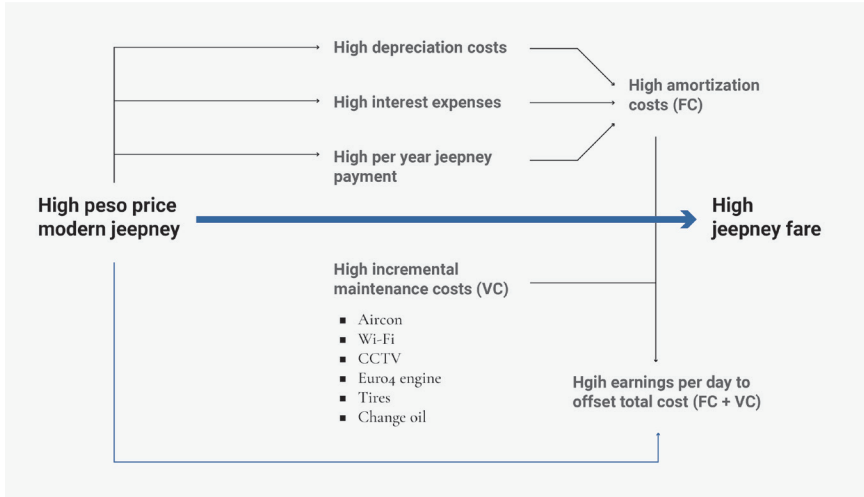 High depreciation costs
High interest expenses
High per year jeepney
payment
High amortization
costs (FC)
High peso price
modern jeepney
High
jeepney fare
High incremental
maintenance costs (VC)
Aircon
Wi-Fi
CCTV
Euro4 engine
Tires
Change oil
Hgih earnings per day to
offset total cost (FC + VC)